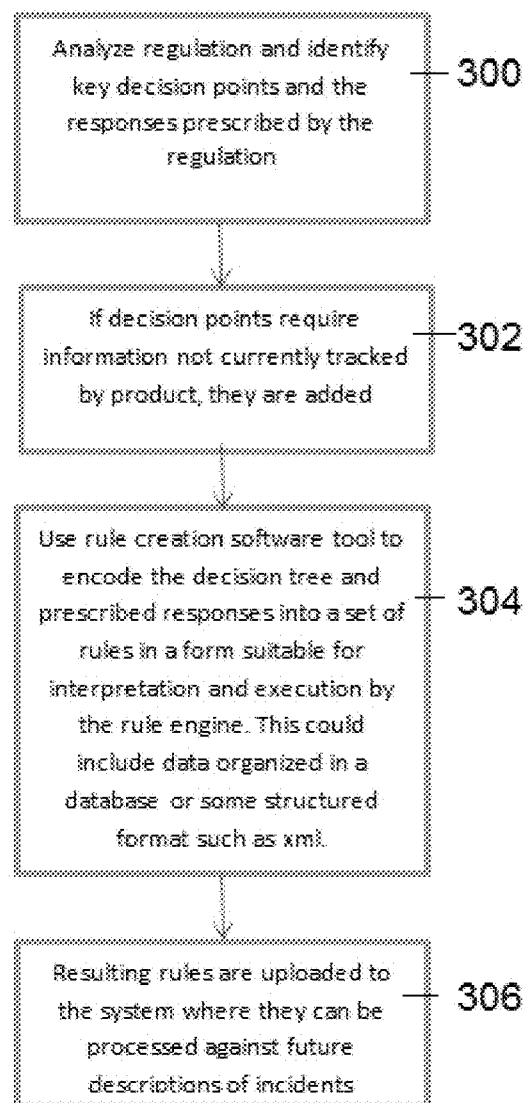 Analyze regulation and identify
key decision points and the
responses prescribed by the
regulation
300
If decision points require
information not currently tracked
by product, they are added
302
Use rule creation software tool to
encode the decision tree and
prescribed responses into a set of
rules in a form suitable for
interpretation and execution by
the rule engine. This could
include data organized in a
database or some structured
format such as xml.
304
Resulting rules are uploaded to
the system where they can be
processed against future
descriptions of incidents
306